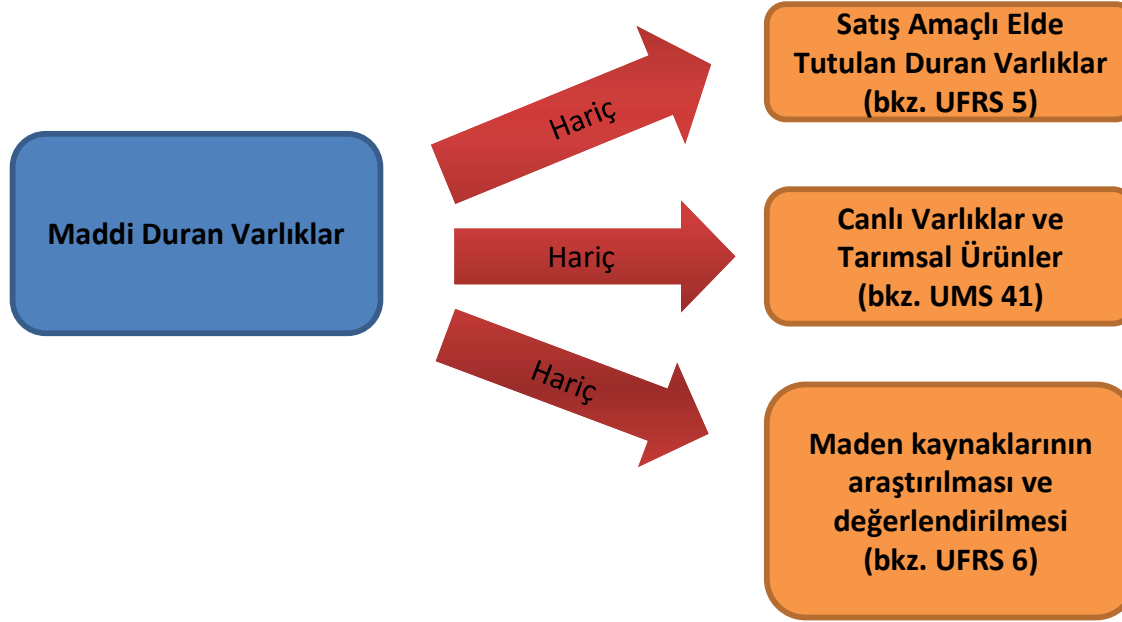 Maddi Duran Varlıklar
Hariç
Satış Amaçlı Elde
Tutulan Duran Varlıklar
(bkz. UFRS 5)
Hariç
Canlı Varlıklar ve
Tarımsal Ürünler
(bkz. UMS 41)
Hariç
Maden kaynaklarının
araştırılması ve
değerlendirilmesi
(bkz. UFRS 6)